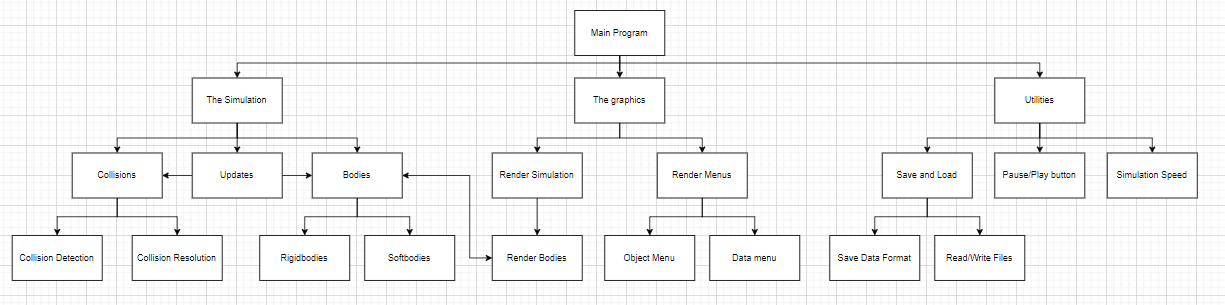 Main Program
The Simulation
The graphics
Utilities
Collisions
Updates
Bodies
Render Simulation
Render Menus
Save and Load
Pause/Play button
Simulation Speed
Collision Detection
Collision Resolution
Rigidbodies
Softbodies
Render Bodies
Object Menu
Data menu
Save Data Format
Read/Write Files